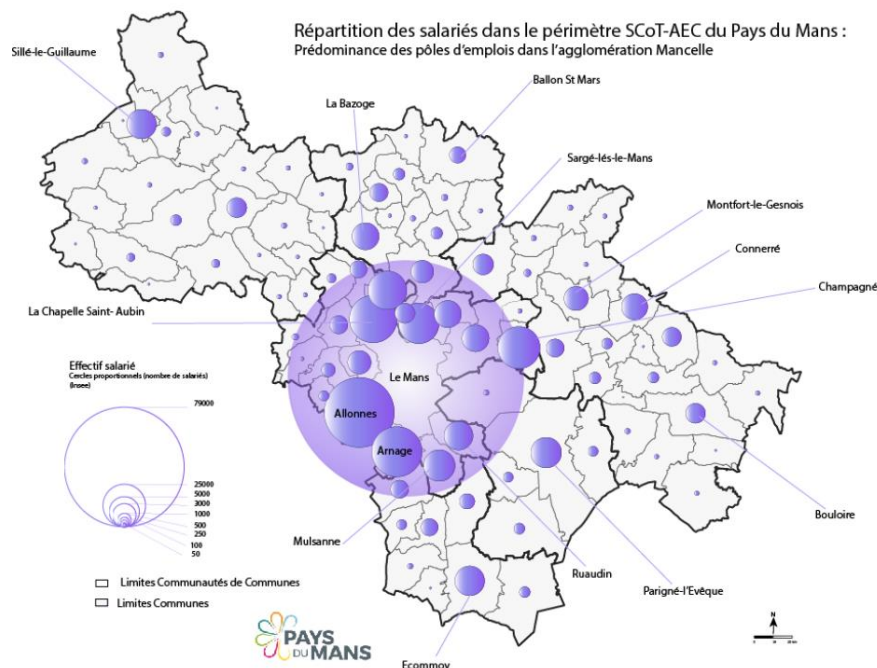 Répartition des salariés dans le périmètre SCoT-AEC du Pays du Mans :
Prédominance des pôles d'emplois dans l'agglomération Mancelle
Sillé-le-Guillaume
Ballon St Mars
La Bazoge
Sargé-lés-le-Mans
Montfort-le-Gesnois
Connerré
Champagné
La Chapelle Saint- Aubin
Le Mans
Allonnes
Arnage
Effectif salarié
Cercles proportionnels (nombre de salariés)
(Insee)
79000
25000
5000
3000
1000
500
250
100
50
Mulsanne
Bouloire
Ruaudin
Parigné-l'Evêque
Limites Communautés de Communes
Limites Communes
PAYS
DU MANS
Ecommoy
N